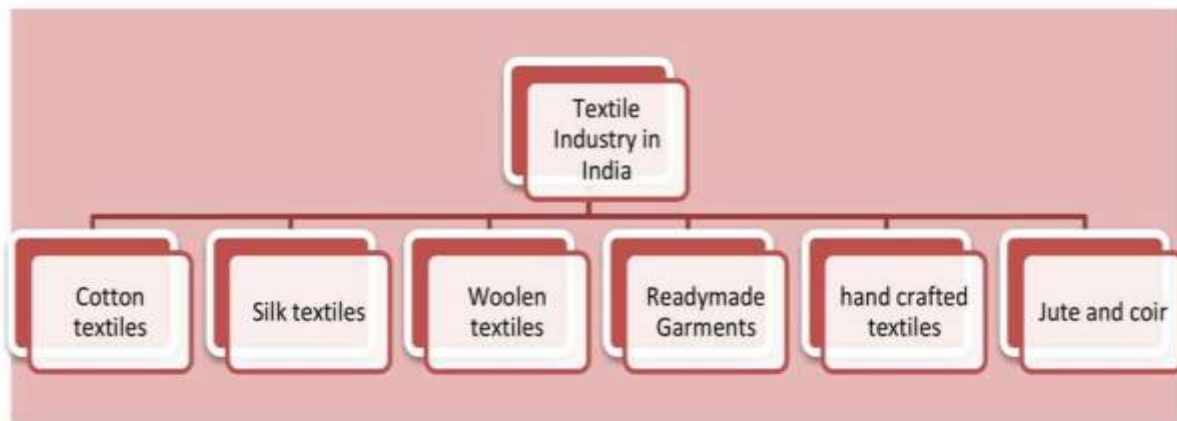 Textile
Industry in
India
Cotton
textiles
Silk textiles
Woolen
textiles
Readymade
Garments
hand crafted
textiles
Jute and coir